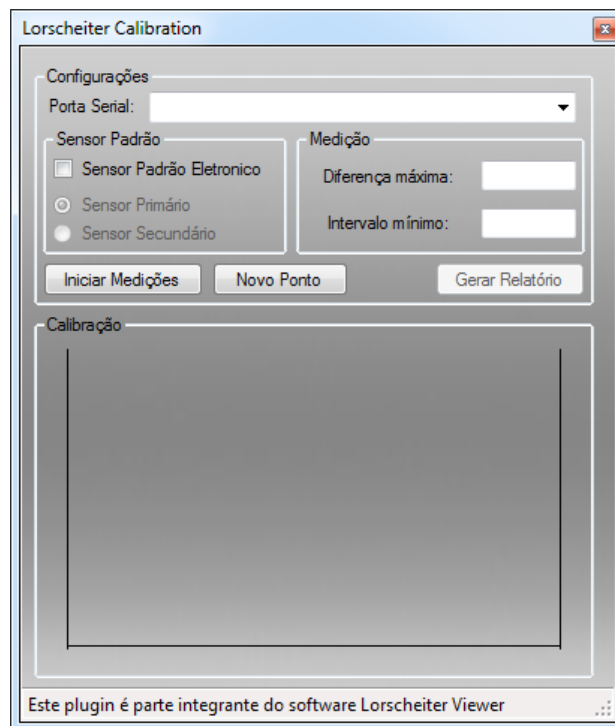 Lorscheiter Calibration
Configurações
Porta Serial:
Sensor Padrão
Sensor Padrão Eletronico
Sensor Primário
Sensor Secundário
Medição
Diferença máxima:
Intervalo mínimo:
Iniciar Medições
Novo Ponto
Gerar Relatório
Calibração
Este plugin é parte integrante do software Lorscheiter Viewer